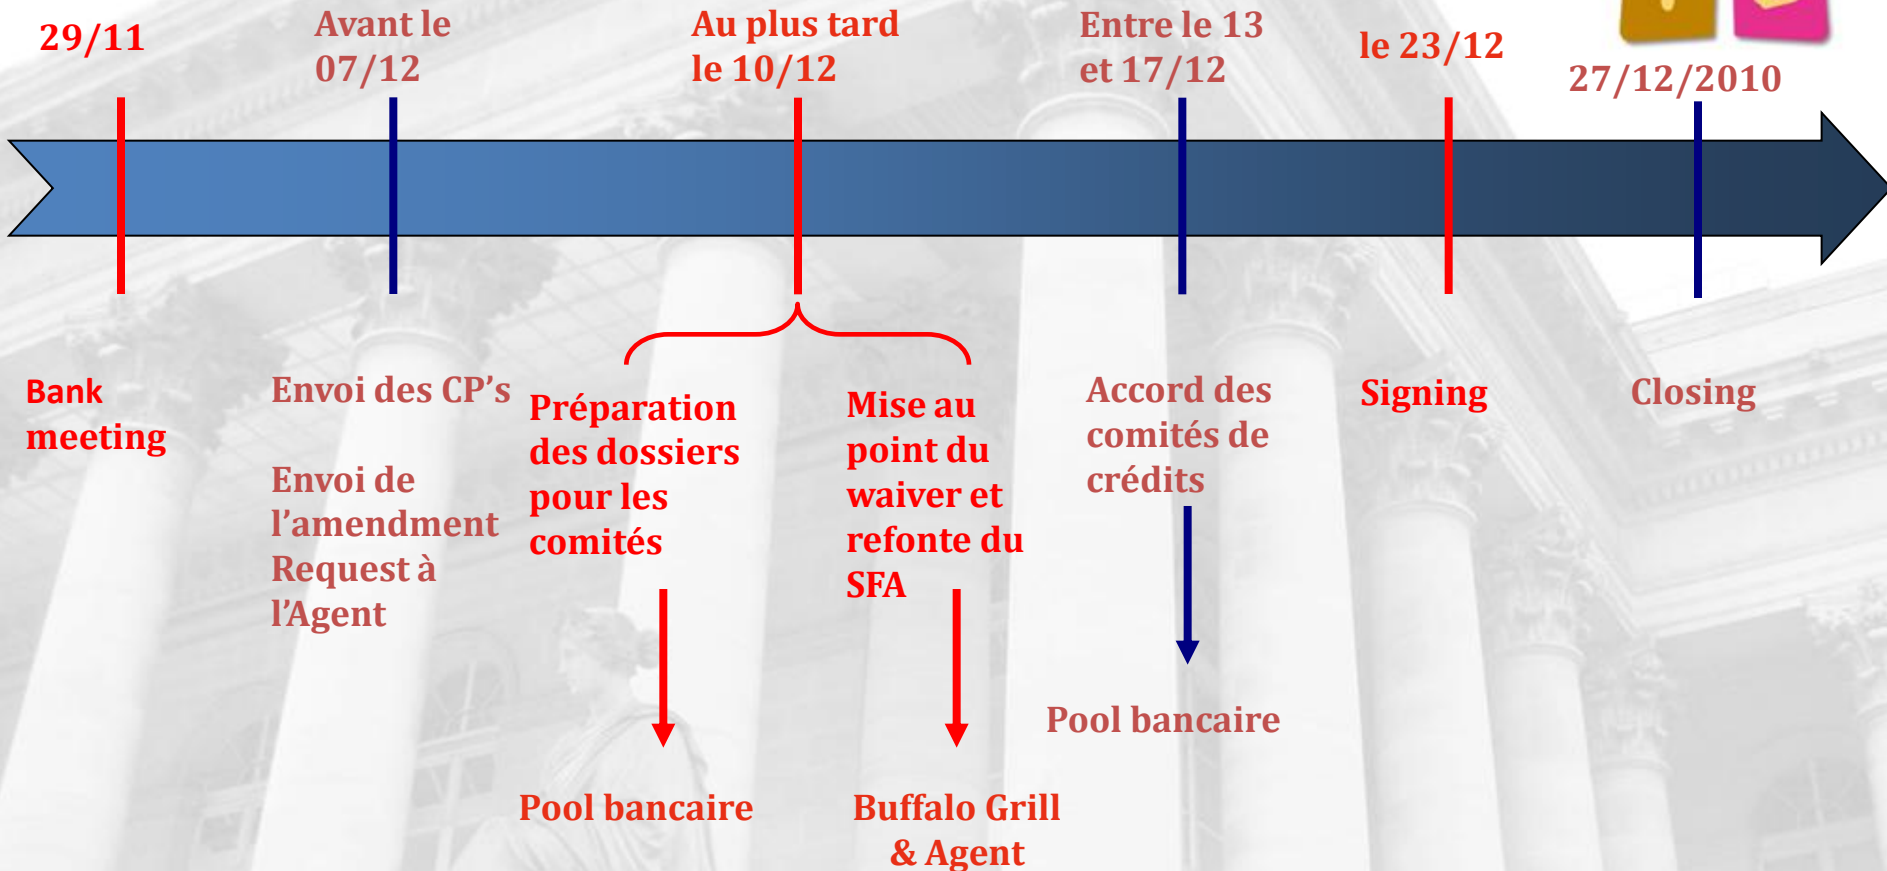 29/11
Avant le
07/12
Au plus tard
le 10/12
Entre le 13
et 17/12
le 23/12
27/12/2010
Bank
meeting
Envoi des CP’s
Envoi de
l’amendment
Request à
l’Agent
Préparation
des dossiers
pour les
comités
Pool bancaire
Mise au
point du
waiver et
refonte du
SFA
Buffalo Grill
& Agent
Accord des
comités de
crédits
Pool bancaire
Signing
Closing